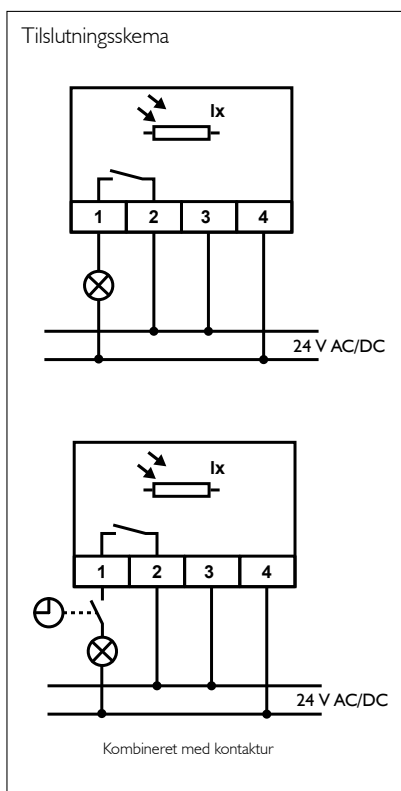 Tilslutningsskema
lx
1 2 3 4
24 V AC/DC
lx
1 2 3 4
24 V AC/DC
Kombineret med kontaktur